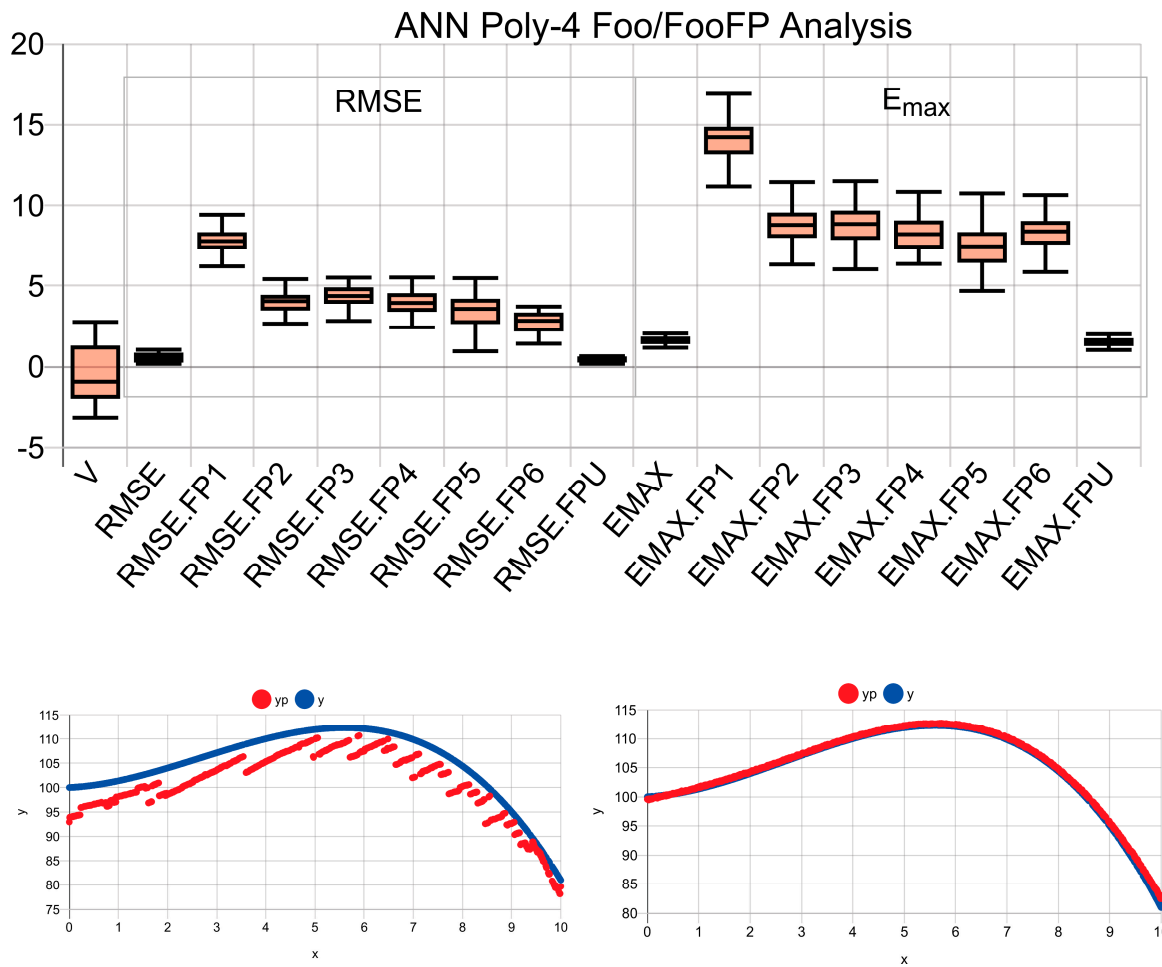 ANN Poly-4 Foo/FooFP Analysis
20
15
10
5
0
-5
RMSE
Emax
V
RMSE
RMSE.FP1
RMSE.FP2
RMSE.FP3
RMSE.FP4
RMSE.FP5
RMSE.FP6
RMSE.FPU
EMAX
EMAX.FP1
EMAX.FP2
EMAX.FP3
EMAX.FP4
EMAX.FP5
EMAX.FP6
EMAX.FPU
yp y
115
110
105
100
95
90
85
80
75
y
0 1 2 3 4 5 6 7 8 9 10
x
yp y
115
110
105
100
95
90
85
80
y
0 1 2 3 4 5 6 7 8 9 1
x